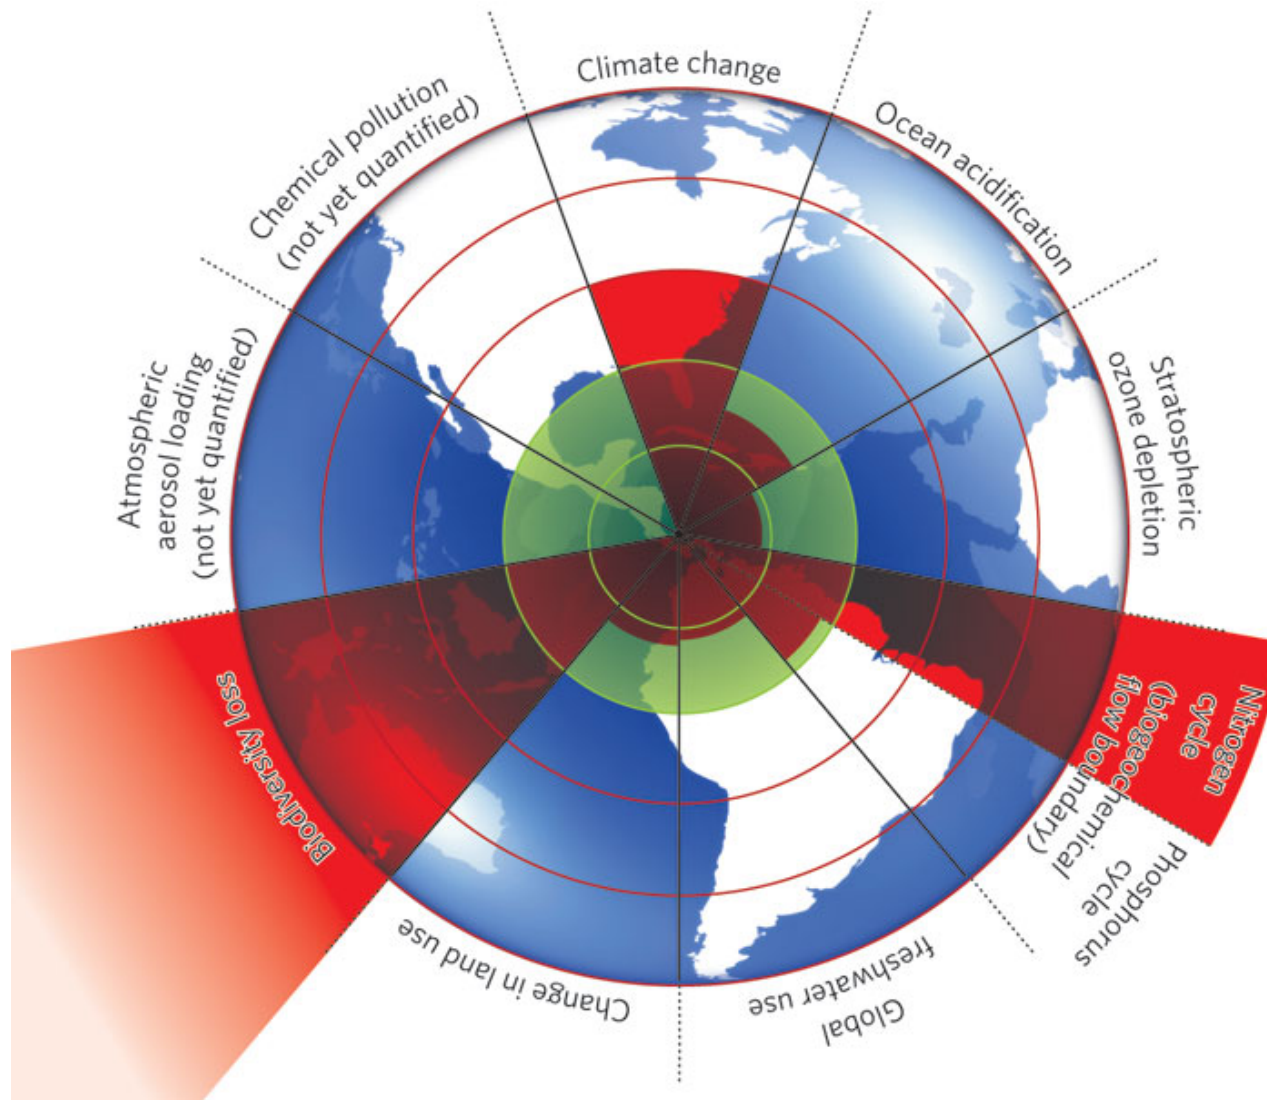 Climate change
Ocean acidification
Stratospheric
ozone depletion
Nitrogen
cycle
(biogeochemical
flow boundary)
Phosphorus
cycle
Global
freshwater use
Change in land use
Biodiversity loss
Atmospheric
aerosol loading
(not yet quantified)
Chemical pollution
(not yet quantified)